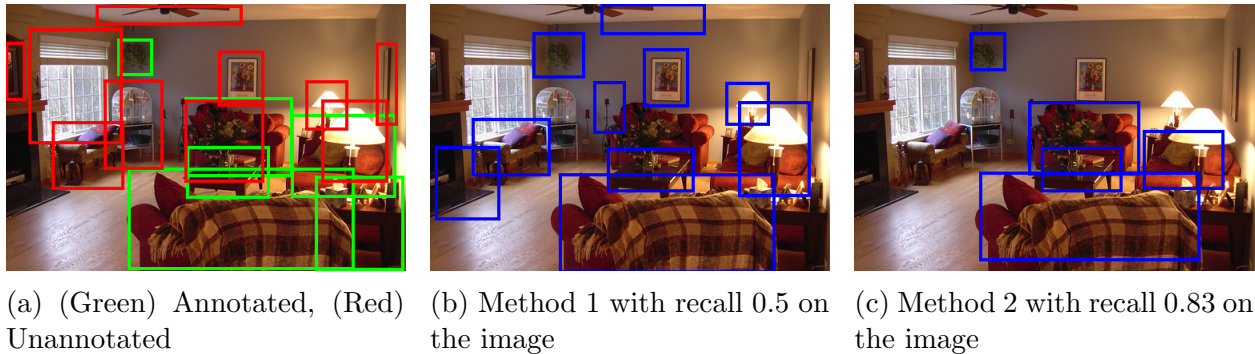 (a) (Green) Annotated, (Red)
Unannotated
(b) Method 1 with recall 0.5 on
the image
(c) Method 2 with recall 0.83 on
the image